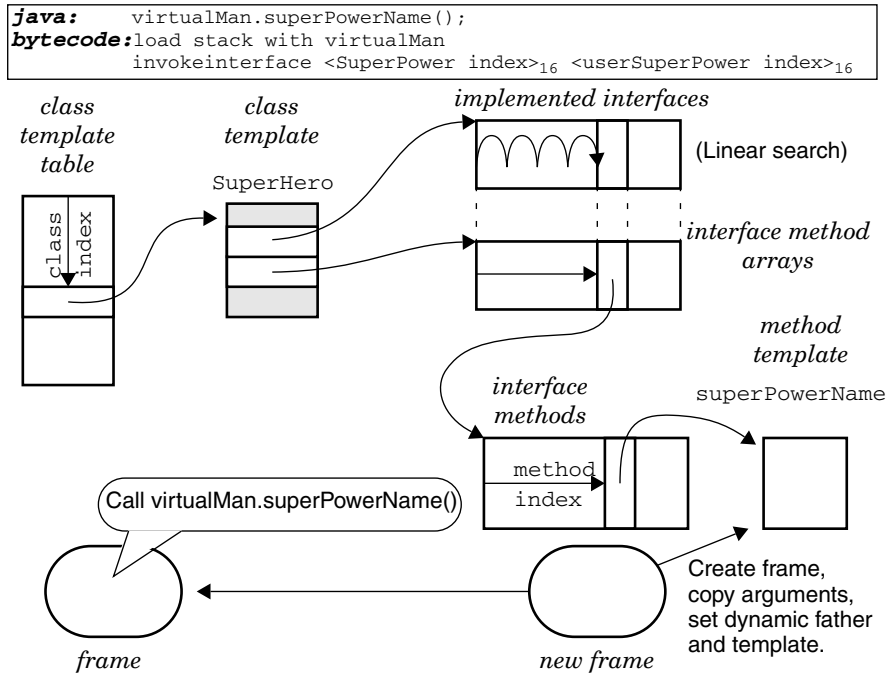 java: virtualMan.superPowerName();
bytecode: load stack with virtualMan
invokeinterface <SuperPower index>16 <userSuperPower index>16
class
template
table
class
template
SuperHero
implemented interfaces
(Linear search)
class
index
interface method
arrays
method
template
superPowerName
interface
methods
method
index
Call virtualMan.superPowerName()
Create frame,
copy arguments,
set dynamic father
and template.
frame
new frame